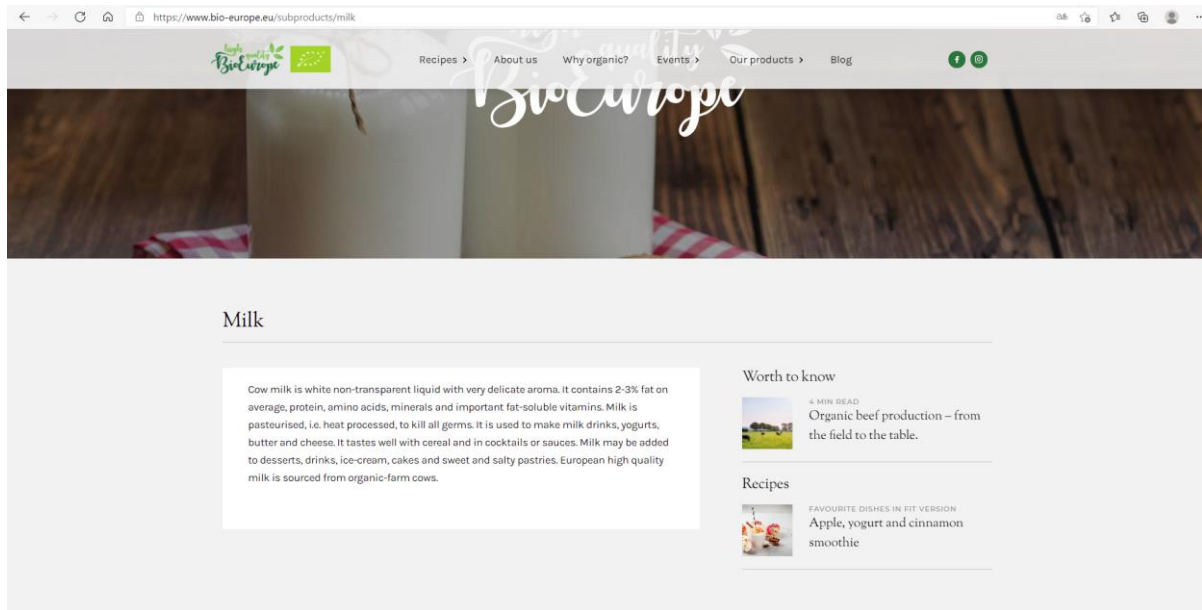 https://www.bio-europe.eu/subproducts/milk
high quality
BioEurope
Recipes
About us
Why organic?
Events
Our products
Blog
high quality
BioEurope
Milk
Cow milk is white non-transparent liquid with very delicate aroma. It contains 2-3% fat on
average, protein, amino acids, minerals and important fat-soluble vitamins. Milk is
pasteurised, i.e. heat processed, to kill all germs. It is used to make milk drinks, yogurts,
butter and cheese. It tastes well with cereal and in cocktails or sauces. Milk may be added
to desserts, drinks, ice-cream, cakes and sweet and salty pastries. European high quality
milk is sourced from organic-farm cows.
Worth to know
4 MIN READ
Organic beef production – from
the field to the table.
Recipes
FAVOURITE DISHES IN FIT VERSION
Apple, yogurt and cinnamon
smoothie